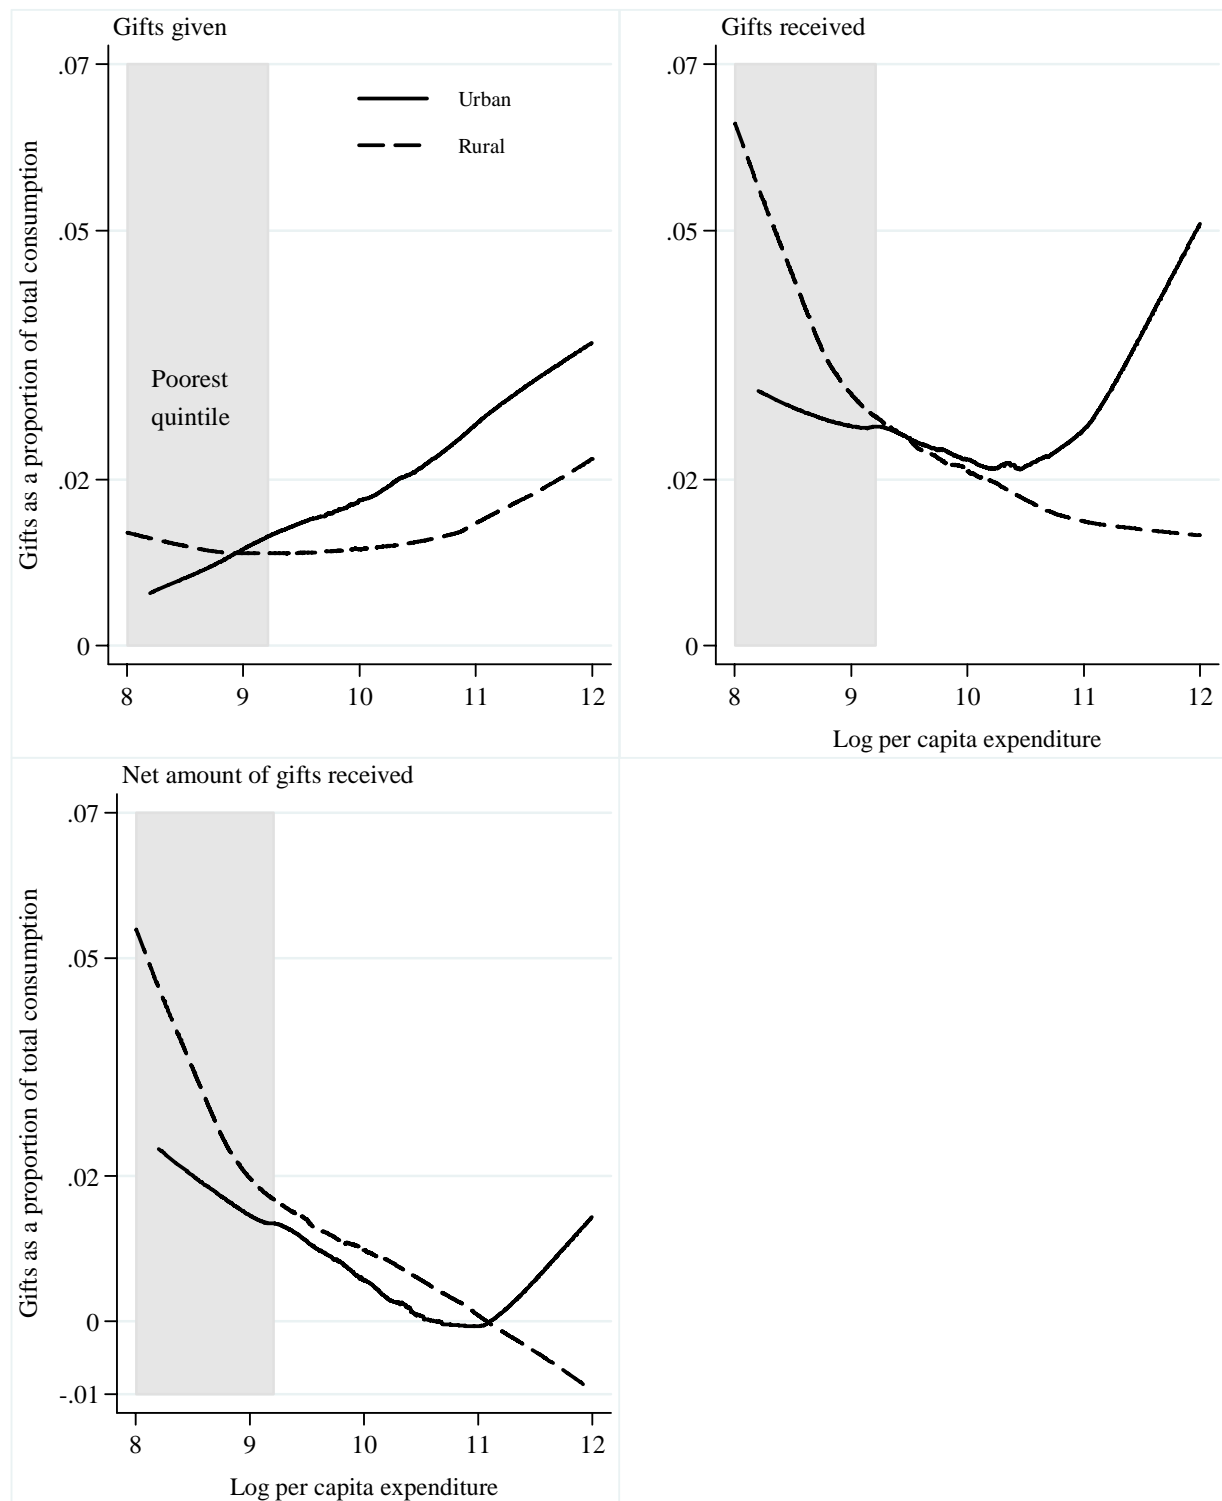 Gifts given
Gifts as a proportion of total consumption
.07
.05
.02
0
Urban
Rural
Poorest
quintile
8 9 10 11 12
Gifts received
.07
.05
.02
0
8 9 10 11 12
Log per capita expenditure
Net amount of gifts received
Gifts as a proportion of total consumption
.07
.05
.02
0
-.01
8 9 10 11 12
Log per capita expenditure